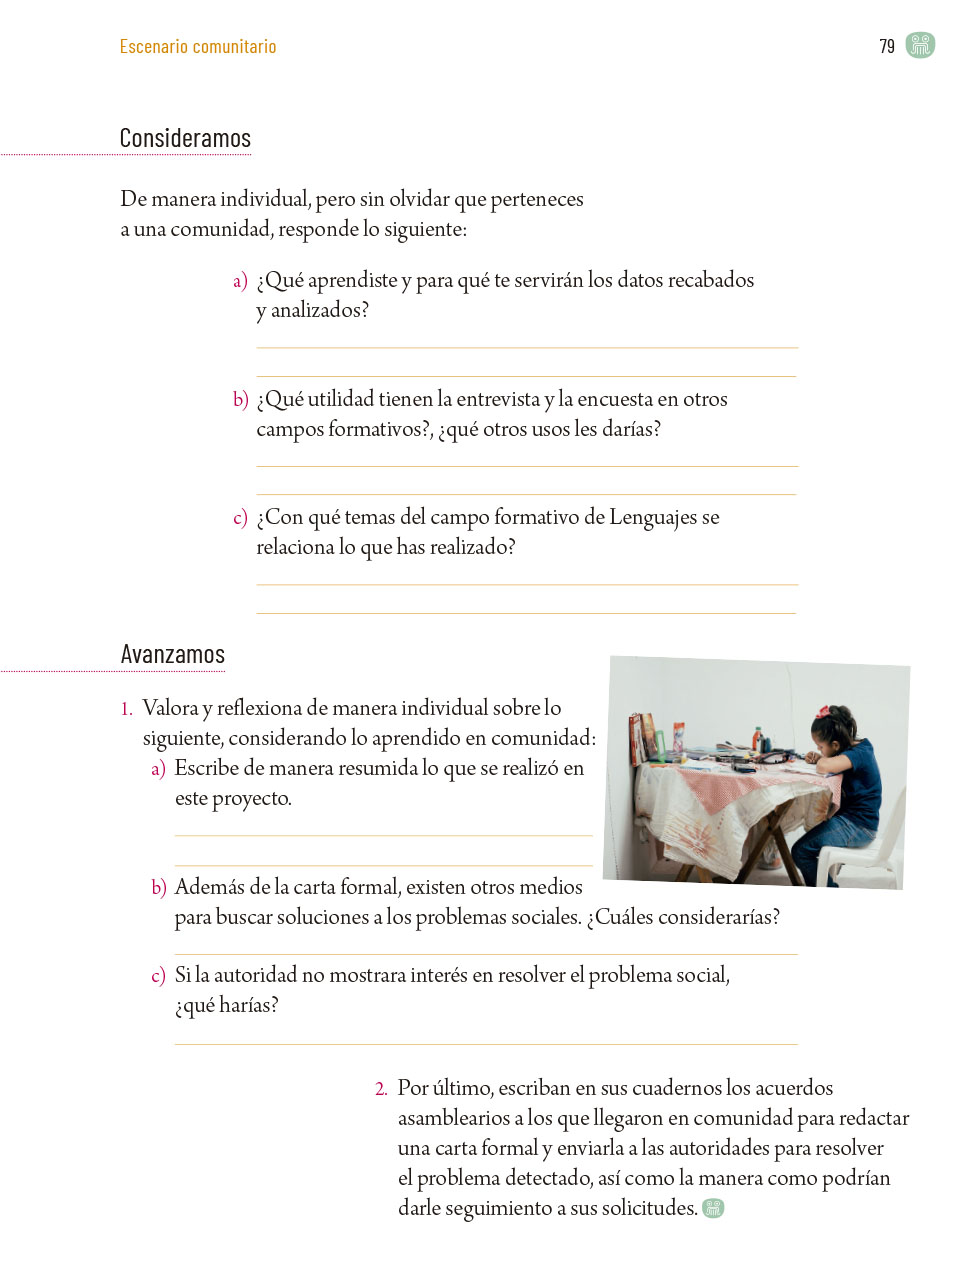 Escenario comunitario
79
Consideramos
De manera individual, pero sin olvidar que perteneces
a una comunidad, responde lo siguiente:
a) ¿Qué aprendiste y para qué te servirán los datos recabados
y analizados?
b) ¿Qué utilidad tienen la entrevista y la encuesta en otros
campos formativos?, ¿qué otros usos les darías?
c) ¿Con qué temas del campo formativo de Lenguajes se
relaciona lo que has realizado?
Avanzamos
1. Valora y reflexiona de manera individual sobre lo
siguiente, considerando lo aprendido en comunidad:
a) Escribe de manera resumida lo que se realizó en
este proyecto.
b) Además de la carta formal, existen otros medios
para buscar soluciones a los problemas sociales. ¿Cuáles considerarías?
c) Si la autoridad no mostrara interés en resolver el problema social,
¿qué harías?
2. Por último, escriban en sus cuadernos los acuerdos
asamblearios a los que llegaron en comunidad para redactar
una carta formal y enviarla a las autoridades para resolver
el problema detectado, así como la manera como podrían
darle seguimiento a sus solicitudes.